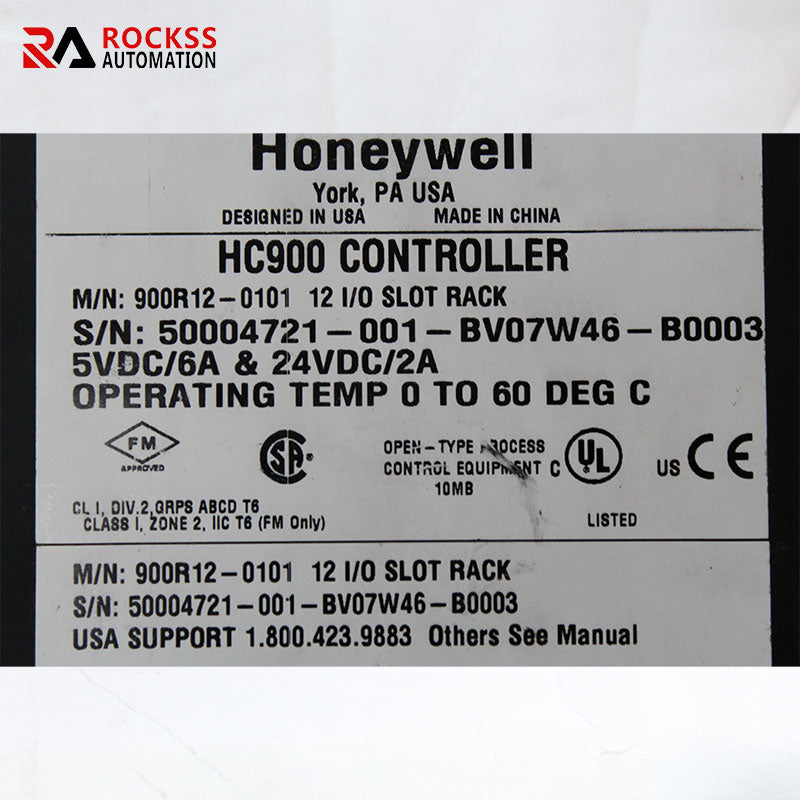 RA ROCKSS
AUTOMATION
Honeywell
York, PA USA
DESIGNED IN USA MADE IN CHINA
HC900 CONTROLLER
M/N: 900R12-0101 12 I/O SLOT RACK
S/N: 50004721-001-BV07W46-B0003
5VDC/6A & 24VDC/2A
OPERATING TEMP 0 TO 60 DEG C
FM
APPROVED
SA
OPEN-TYPE PROCESS
CONTROL EQUIPMENT
10MB
C UL US CE
LISTED
CL I, DIV.2,GRPS ABCD T6
CLASS I, ZONE 2, IIC T6 (FM Only)
M/N: 900R12-0101 12 I/O SLOT RACK
S/N: 50004721-001-BV07W46-B0003
USA SUPPORT 1.800.423.9883 Others See Manual